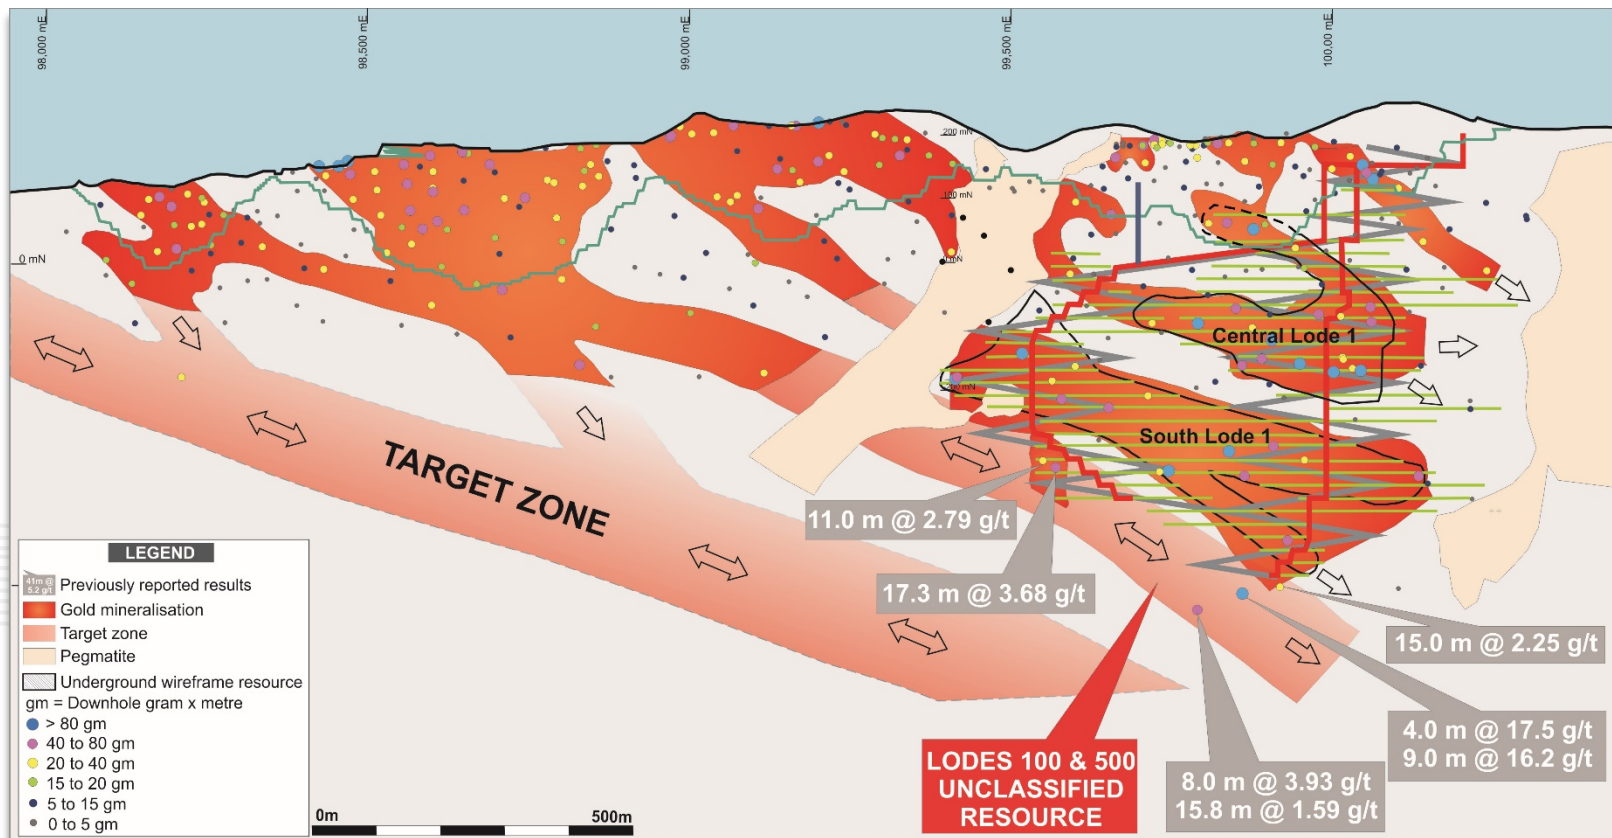 98,000 mE
98,500 mE
99,000 mE
99,500 mE
100,00 mE
200 mN
100 mN
0 mN
Central Lode 1
South Lode 1
TARGET ZONE
11.0 m @ 2.79 g/t
17.3 m @ 3.68 g/t
15.0 m @ 2.25 g/t
4.0 m @ 17.5 g/t
9.0 m @ 16.2 g/t
8.0 m @ 3.93 g/t
15.8 m @ 1.59 g/t
LODES 100 & 500
UNCLASSIFIED
RESOURCE
LEGEND
41m @
5.2 g/t
Previously reported results
Gold mineralisation
Target zone
Pegmatite
Underground wireframe resource
gm = Downhole gram x metre
> 80 gm
40 to 80 gm
20 to 40 gm
15 to 20 gm
5 to 15 gm
0 to 5 gm
0m
500m